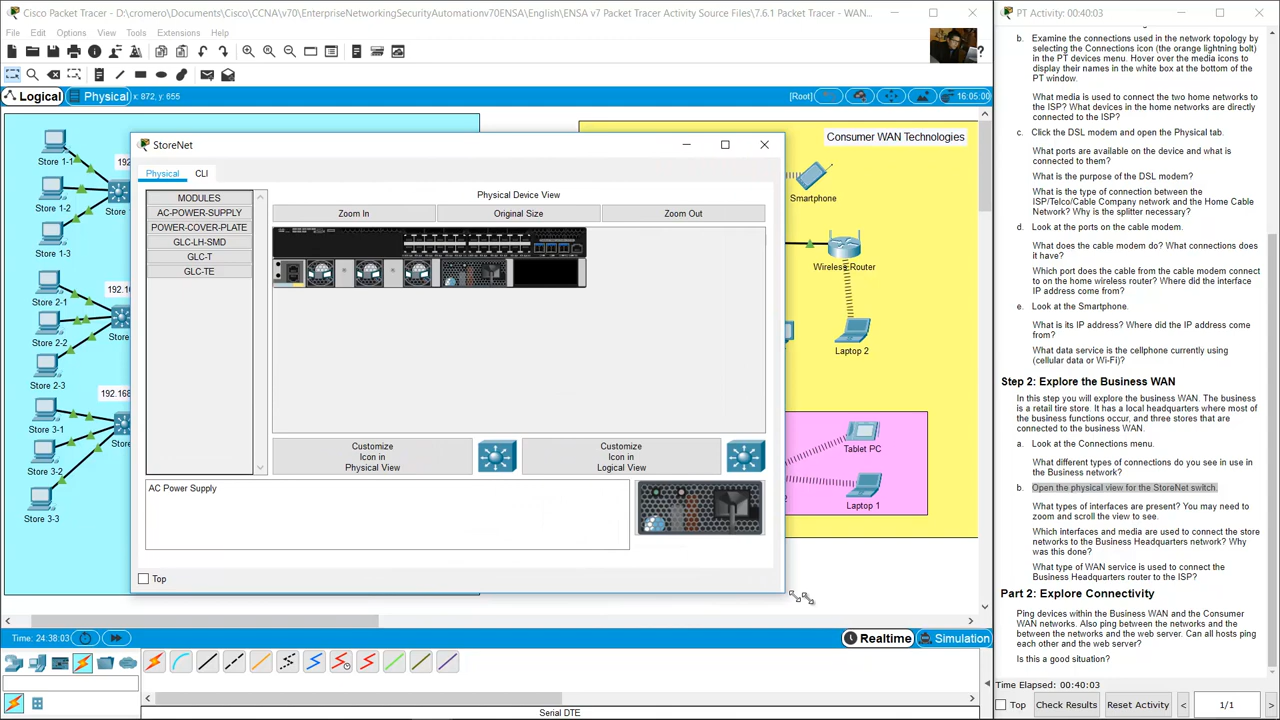 Cisco Packet Tracer - D:\cromero\Documents\Cisco\CCNA\v70\EnterpriseNetworkingSecurityAutomationv70ENSA\English\ENSA v7 Packet Tracer Activity Source Files\7.6.1 Packet Tracer - WAN...
File Edit Options View Tools Extensions Help
Logical Physical x: 872, y: 655 [Root] 16:05:00
Consumer WAN Technologies
Store 1-1
192.
Store 1-2
Store
Store 1-3
Store 2-1
192.16
Store 2-2
Store
Store 2-3
192.168
Store 3-1
Store
Store 3-2
Store 3-3
Smartphone
Wireless Router
Laptop 2
Tablet PC
Laptop 1
StoreNet
Physical CLI
MODULES
AC-POWER-SUPPLY
POWER-COVER-PLATE
GLC-LH-SMD
GLC-T
GLC-TE
Physical Device View
Zoom In Original Size Zoom Out
Customize
Icon in
Physical View
Customize
Icon in
Logical View
AC Power Supply
Top
Time: 24:38:03 Realtime Simulation
Serial DTE
PT Activity: 00:40:03
b. Examine the connections used in the network topology by
selecting the Connections icon (the orange lightning bolt)
in the PT devices menu. Hover over the media icons to
display their names in the white box at the bottom of the
PT window.
What media is used to connect the two home networks to
the ISP? What devices in the home networks are directly
connected to the ISP?
c. Click the DSL modem and open the Physical tab.
What ports are available on the device and what is
connected to them?
What is the purpose of the DSL modem?
What is the type of connection between the
ISP/Telco/Cable Company network and the Home Cable
Network? Why is the splitter necessary?
d. Look at the ports on the cable modem.
What does the cable modem do? What connections does
it have?
Which port does the cable from the cable modem connect
to on the home wireless router? Where did the interface
IP address come from?
e. Look at the Smartphone.
What is its IP address? Where did the IP address come
from?
What data service is the cellphone currently using
(cellular data or Wi-Fi)?
Step 2: Explore the Business WAN
In this step you will explore the business WAN. The business
is a retail tire store. It has a local headquarters where most of
the business functions occur, and three stores that are
connected to the business WAN.
a. Look at the Connections menu.
What different types of connections do you see in use in
the Business network?
b. Open the physical view for the StoreNet switch.
What types of interfaces are present? You may need to
zoom and scroll the view to see.
Which interfaces and media are used to connect the store
networks to the Business Headquarters network? Why
was this done?
What type of WAN service is used to connect the
Business Headquarters router to the ISP?
Part 2: Explore Connectivity
Ping devices within the Business WAN and the Consumer
WAN networks. Also ping between the networks and the
between the networks and the web server. Can all hosts ping
each other and the web server?
Is this a good situation?
Time Elapsed: 00:40:03
Top Check Results Reset Activity < 1/1 >